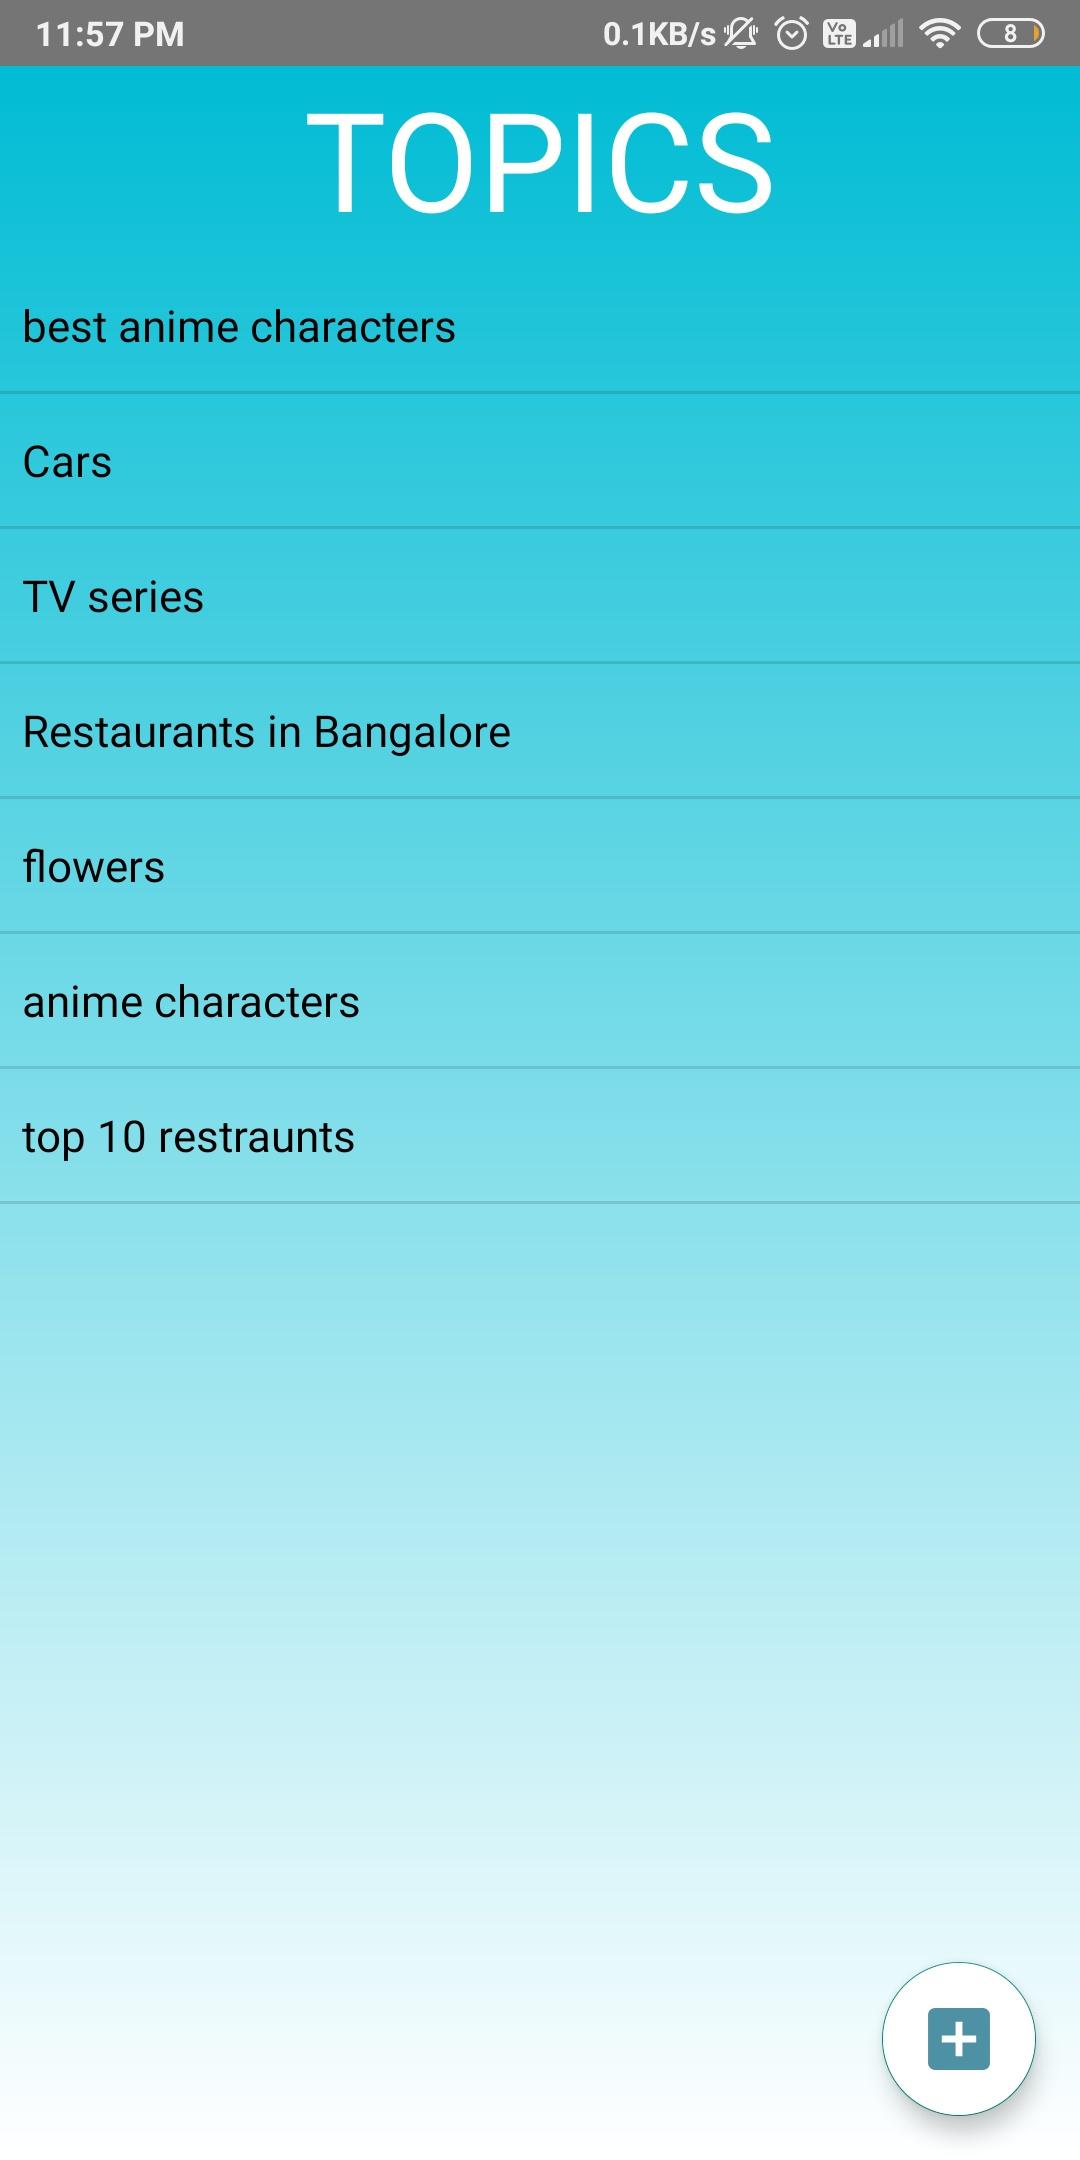 11:57 PM
0.1KB/s
Vo
LTE
8
TOPICS
best anime characters
Cars
TV series
Restaurants in Bangalore
flowers
anime characters
top 10 restraunts